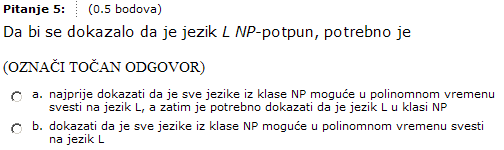 Pitanje 5: (0.5 bodova)
Da bi se dokazalo da je jezik L NP-potpun, potrebno je
(OZNAČI TOČAN ODGOVOR)
a. najprije dokazati da je sve jezike iz klase NP moguće u polinomnom vremenu
svesti na jezik L, a zatim je potrebno dokazati da je jezik L u klasi NP
b. dokazati da je sve jezike iz klase NP moguće u polinomnom vremenu svesti
na jezik L